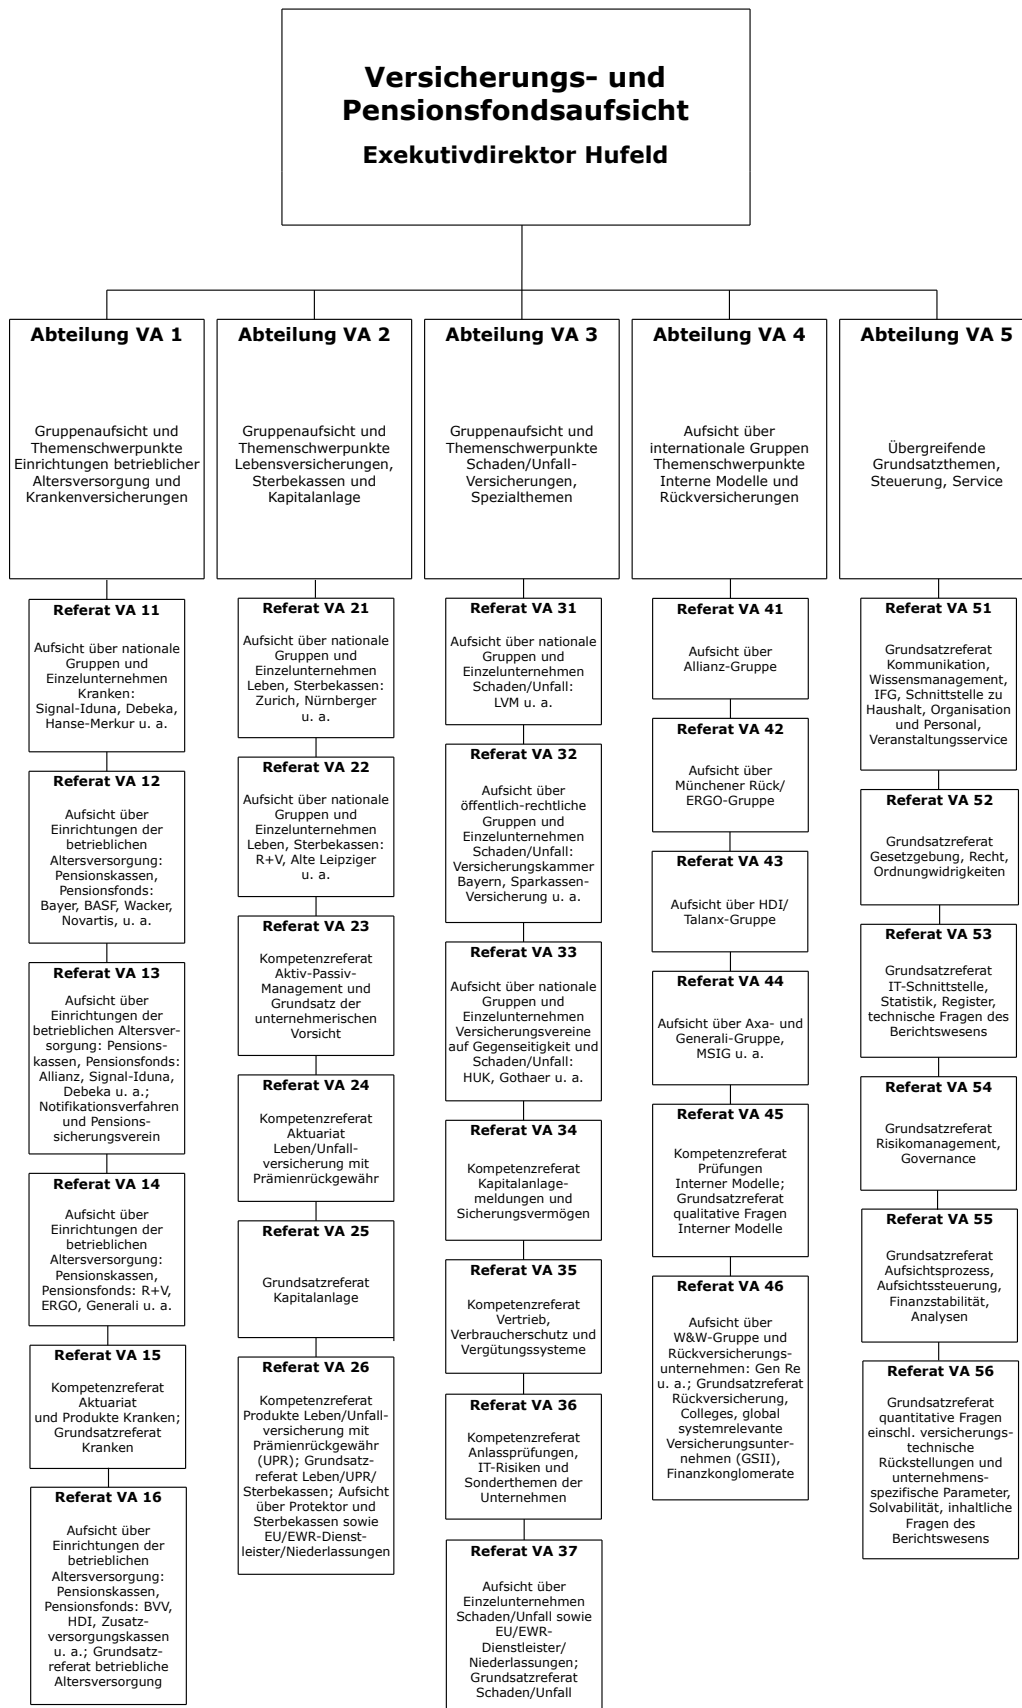 Versicherungs- und
Pensionsfondsaufsicht
Exekutivdirektor Hufeld
Abteilung VA 1
Gruppenaufsicht und
Themenschwerpunkte
Einrichtungen betrieblicher
Altersversorgung und
Krankenversicherungen
Referat VA 11
Aufsicht über nationale
Gruppen und
Einzelunternehmen
Kranken:
Signal-Iduna, Debeka,
Hanse-Merkur u. a.
Referat VA 12
Aufsicht über
Einrichtungen der
betrieblichen
Altersversorgung:
Pensionskassen,
Pensionsfonds:
Bayer, BASF, Wacker,
Novartis, u. a.
Referat VA 13
Aufsicht über
Einrichtungen der
betrieblichen Altersver-
sorgung: Pensions-
kassen, Pensionsfonds:
Allianz, Signal-Iduna,
Debeka u. a.;
Notifikationsverfahren
und Pensions-
sicherungsverein
Referat VA 14
Aufsicht über
Einrichtungen der
betrieblichen
Altersversorgung:
Pensionskassen,
Pensionsfonds: R+V,
ERGO, Generali u. a.
Referat VA 15
Kompetenzreferat
Aktuariat
und Produkte Kranken;
Grundsatzreferat
Kranken
Referat VA 16
Aufsicht über
Einrichtungen der
betrieblichen
Altersversorgung:
Pensionskassen,
Pensionsfonds: BVV,
HDI, Zusatz-
versorgungskassen
u. a.; Grundsatz-
referat betriebliche
Altersversorgung
Abteilung VA 2
Gruppenaufsicht und
Themenschwerpunkte
Lebensversicherungen,
Sterbekassen und
Kapitalanlage
Referat VA 21
Aufsicht über nationale
Gruppen und
Einzelunternehmen
Leben, Sterbekassen:
Zurich, Nürnberger
u. a.
Referat VA 22
Aufsicht über nationale
Gruppen und
Einzelunternehmen
Leben, Sterbekassen:
R+V, Alte Leipziger
u. a.
Referat VA 23
Kompetenzreferat
Aktiv-Passiv-
Management und
Grundsatz der
unternehmerischen
Vorsicht
Referat VA 24
Kompetenzreferat
Aktuariat
Leben/Unfall-
versicherung mit
Prämienrückgewähr
Referat VA 25
Grundsatzreferat
Kapitalanlage
Referat VA 26
Kompetenzreferat
Produkte Leben/Unfall-
versicherung mit
Prämienrückgewähr
(UPR); Grundsatz-
referat Leben/UPR/
Sterbekassen; Aufsicht
über Protektor und
Sterbekassen sowie
EU/EWR-Dienst-
leister/Niederlassungen
Abteilung VA 3
Gruppenaufsicht und
Themenschwerpunkte
Schaden/Unfall-
Versicherungen,
Spezialthemen
Referat VA 31
Aufsicht über nationale
Gruppen und
Einzelunternehmen
Schaden/Unfall:
LVM u. a.
Referat VA 32
Aufsicht über
öffentlich-rechtliche
Gruppen und
Einzelunternehmen
Schaden/Unfall:
Versicherungskammer
Bayern, Sparkassen-
Versicherung u. a.
Referat VA 33
Aufsicht über nationale
Gruppen und
Einzelunternehmen
Versicherungsvereine
auf Gegenseitigkeit und
Schaden/Unfall:
HUK, Gothaer u. a.
Referat VA 34
Kompetenzreferat
Kapitalanlage-
meldungen und
Sicherungsvermögen
Referat VA 35
Kompetenzreferat
Vertrieb,
Verbraucherschutz und
Vergütungssysteme
Referat VA 36
Kompetenzreferat
Anlassprüfungen,
IT-Risiken und
Sonderthemen der
Unternehmen
Referat VA 37
Aufsicht über
Einzelunternehmen
Schaden/Unfall sowie
EU/EWR-
Dienstleister/
Niederlassungen;
Grundsatzreferat
Schaden/Unfall
Abteilung VA 4
Aufsicht über
internationale Gruppen
Themenschwerpunkte
Interne Modelle und
Rückversicherungen
Referat VA 41
Aufsicht über
Allianz-Gruppe
Referat VA 42
Aufsicht über
Münchener Rück/
ERGO-Gruppe
Referat VA 43
Aufsicht über HDI/
Talanx-Gruppe
Referat VA 44
Aufsicht über Axa- und
Generali-Gruppe,
MSIG u. a.
Referat VA 45
Kompetenzreferat
Prüfungen
Interner Modelle;
Grundsatzreferat
qualitative Fragen
Interner Modelle
Referat VA 46
Aufsicht über
W&W-Gruppe und
Rückversicherungs-
unternehmen: Gen Re
u. a.; Grundsatzreferat
Rückversicherung,
Colleges, global
systemrelevante
Versicherungsunter-
nehmen (GSII),
Finanzkonglomerate
Abteilung VA 5
Übergreifende
Grundsatzthemen,
Steuerung, Service
Referat VA 51
Grundsatzreferat
Kommunikation,
Wissensmanagement,
IFG, Schnittstelle zu
Haushalt, Organisation
und Personal,
Veranstaltungsservice
Referat VA 52
Grundsatzreferat
Gesetzgebung, Recht,
Ordnungwidrigkeiten
Referat VA 53
Grundsatzreferat
IT-Schnittstelle,
Statistik, Register,
technische Fragen des
Berichtswesens
Referat VA 54
Grundsatzreferat
Risikomanagement,
Governance
Referat VA 55
Grundsatzreferat
Aufsichtsprozess,
Aufsichtssteuerung,
Finanzstabilität,
Analysen
Referat VA 56
Grundsatzreferat
quantitative Fragen
einschl. versicherungs-
technische
Rückstellungen und
unternehmens-
spezifische Parameter,
Solvabilität, inhaltliche
Fragen des
Berichtswesens